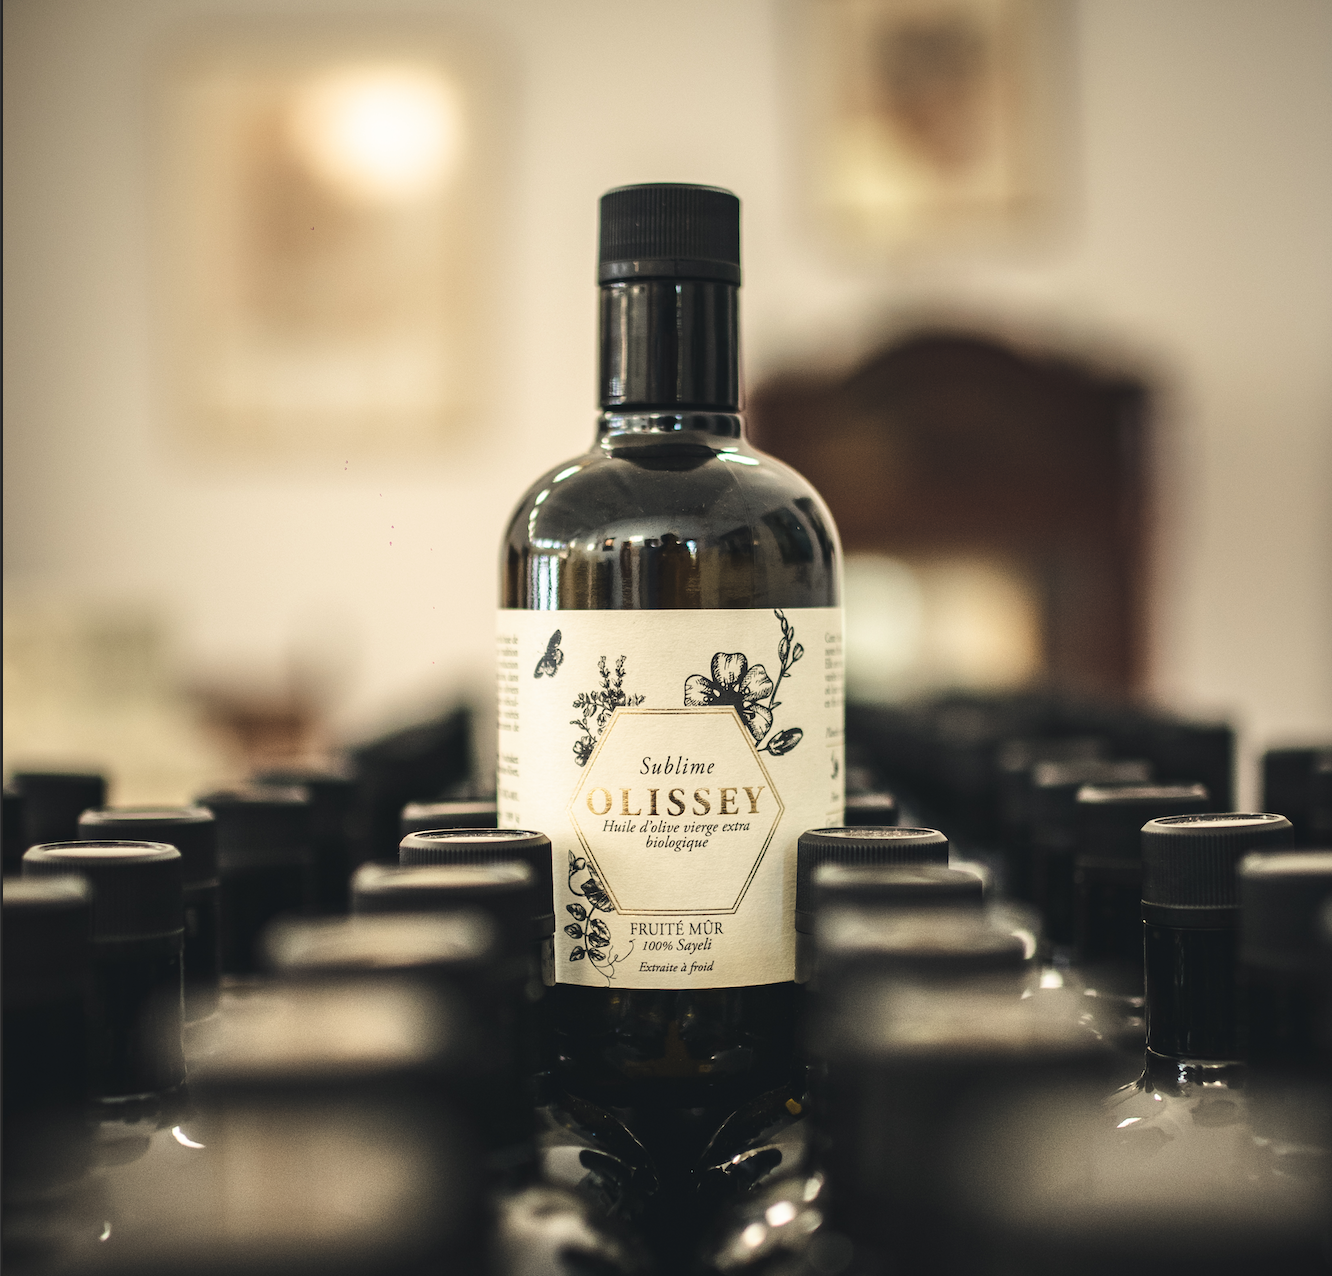 Sublime
OLISSEY
Huile d'olive vierge extra
biologique
FRUITÉ MÛR
100% Sayeli
Extraite à froid